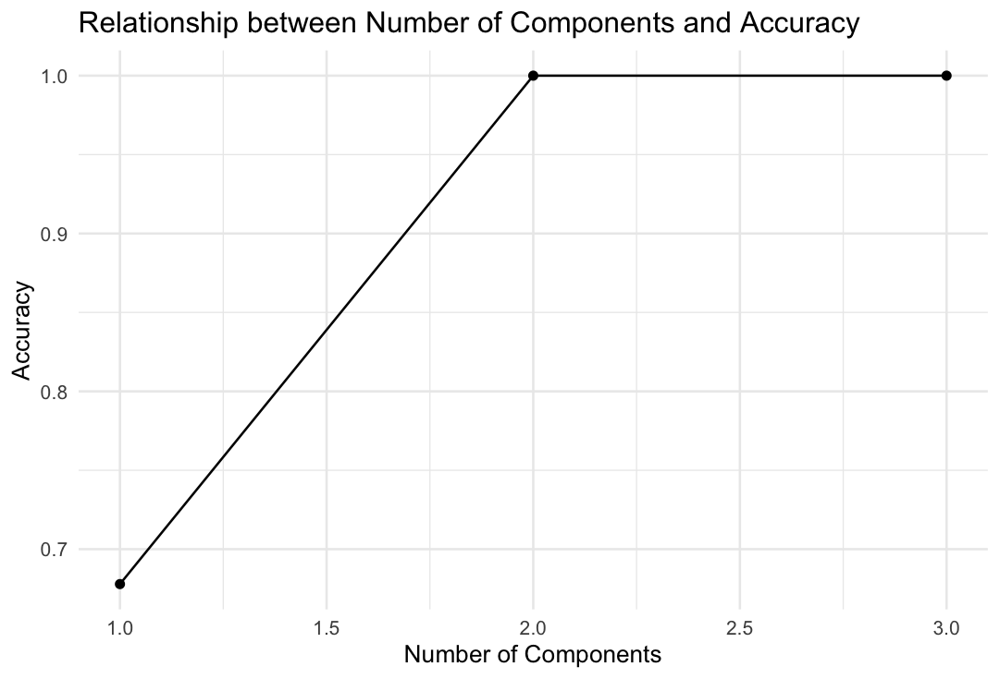 Relationship between Number of Components and Accuracy
1.0
0.9
0.8
0.7
Accuracy
1.0 1.5 2.0 2.5 3.0
Number of Components